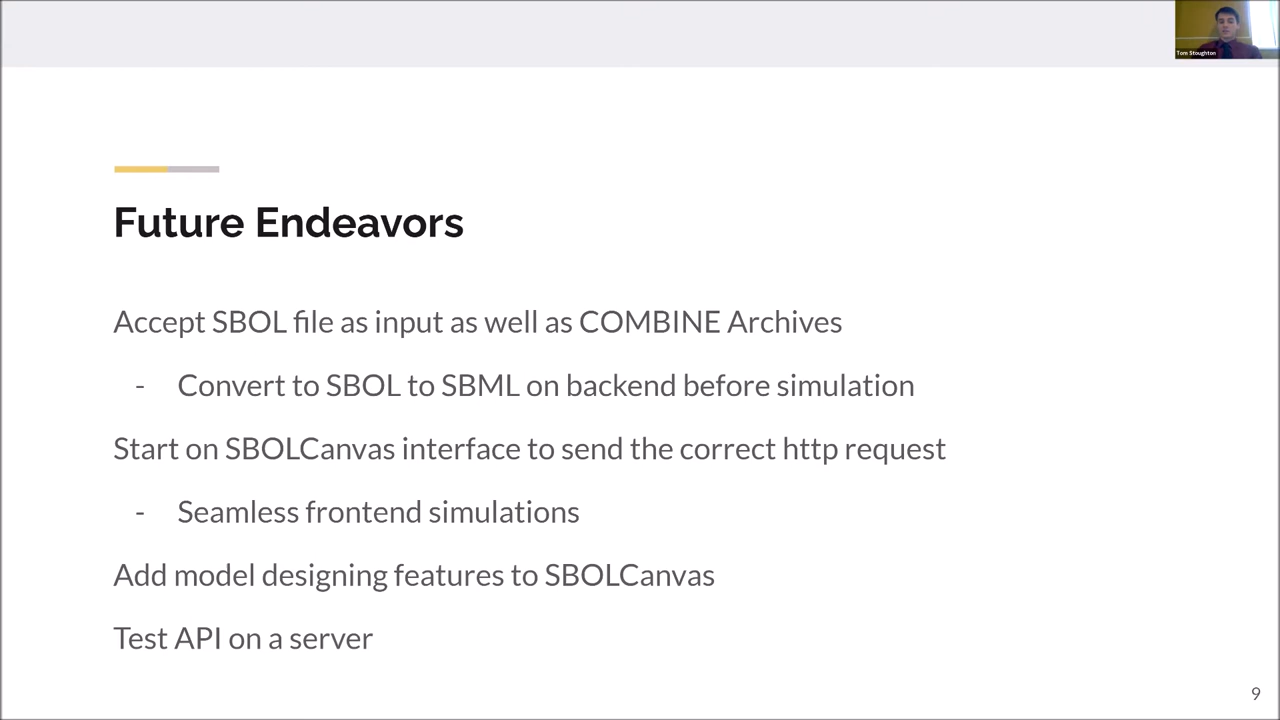 Tom Stoughton
Future Endeavors
Accept SBOL file as input as well as COMBINE Archives
- Convert to SBOL to SBML on backend before simulation
Start on SBOLCanvas interface to send the correct http request
- Seamless frontend simulations
Add model designing features to SBOLCanvas
Test API on a server
9